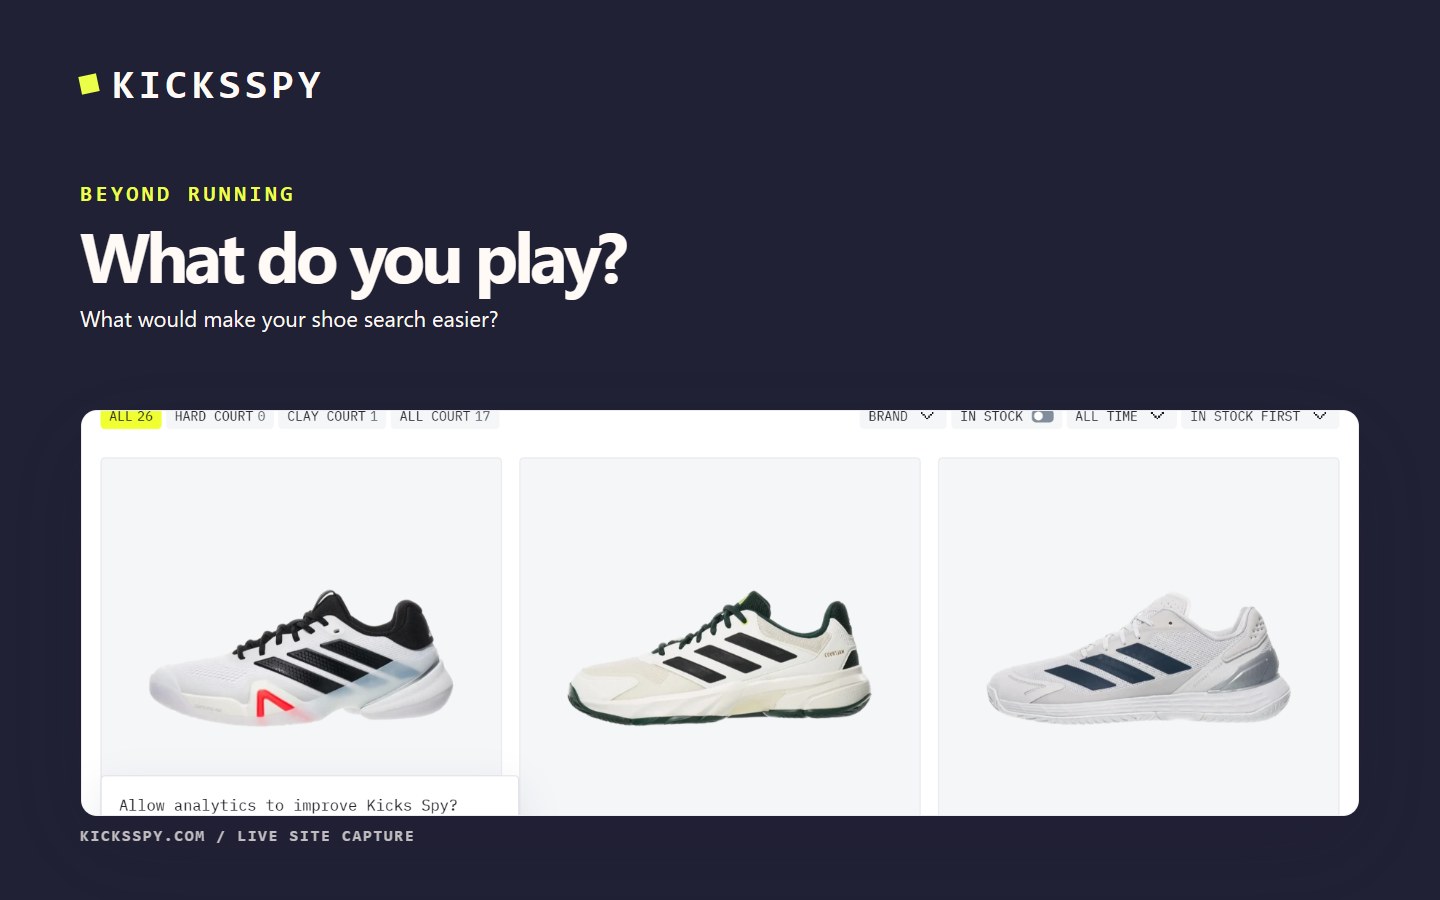 KICKSSPY
BEYOND RUNNING
What do you play?
What would make your shoe search easier?
ALL 26 HARD COURT 0 CLAY COURT 1 ALL COURT 17 BRAND IN STOCK ALL TIME IN STOCK FIRST
Allow analytics to improve Kicks Spy?
KICKSSPY.COM / LIVE SITE CAPTURE